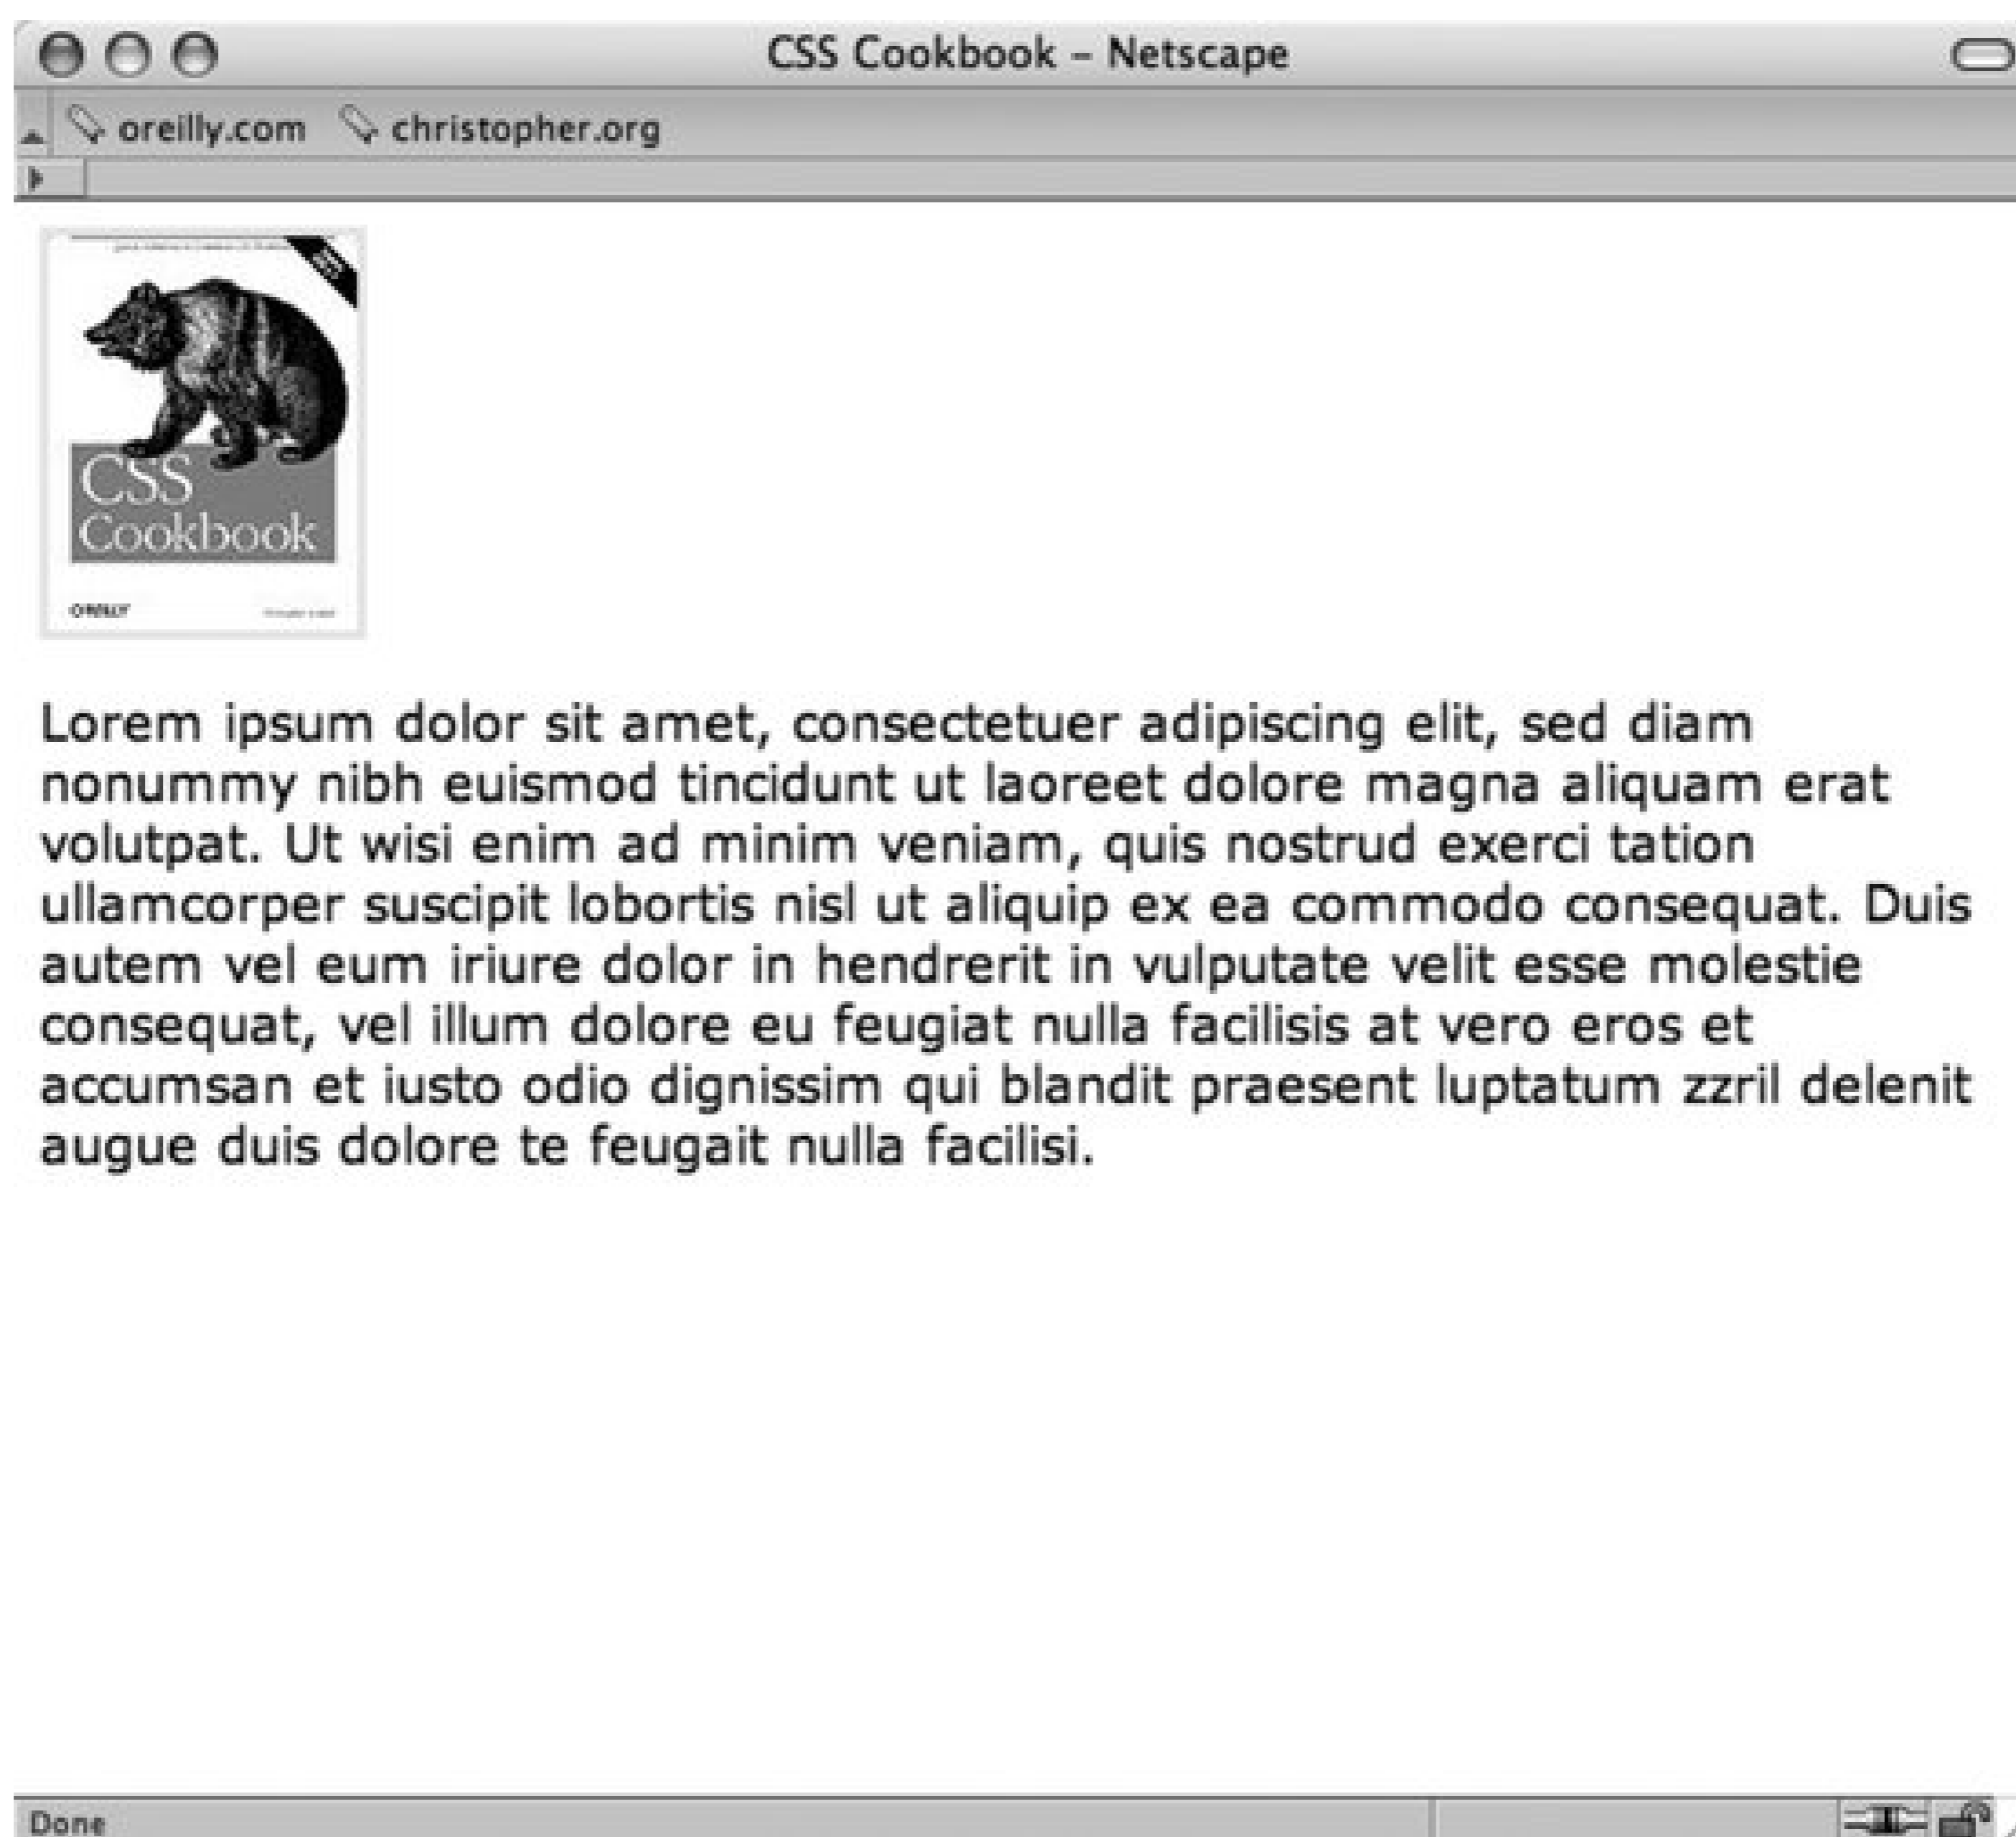 CSS Cookbook – Netscape
oreilly.com christopher.org
CSS
Cookbook
O'REILLY
Lorem ipsum dolor sit amet, consectetuer adipiscing elit, sed diam
nonummy nibh euismod tincidunt ut laoreet dolore magna aliquam erat
volutpat. Ut wisi enim ad minim veniam, quis nostrud exerci tation
ullamcorper suscipit lobortis nisl ut aliquip ex ea commodo consequat. Duis
autem vel eum iriure dolor in hendrerit in vulputate velit esse molestie
consequat, vel illum dolore eu feugiat nulla facilisis at vero eros et
accumsan et iusto odio dignissim qui blandit praesent luptatum zzril delenit
augue duis dolore te feugait nulla facilisi.
Done